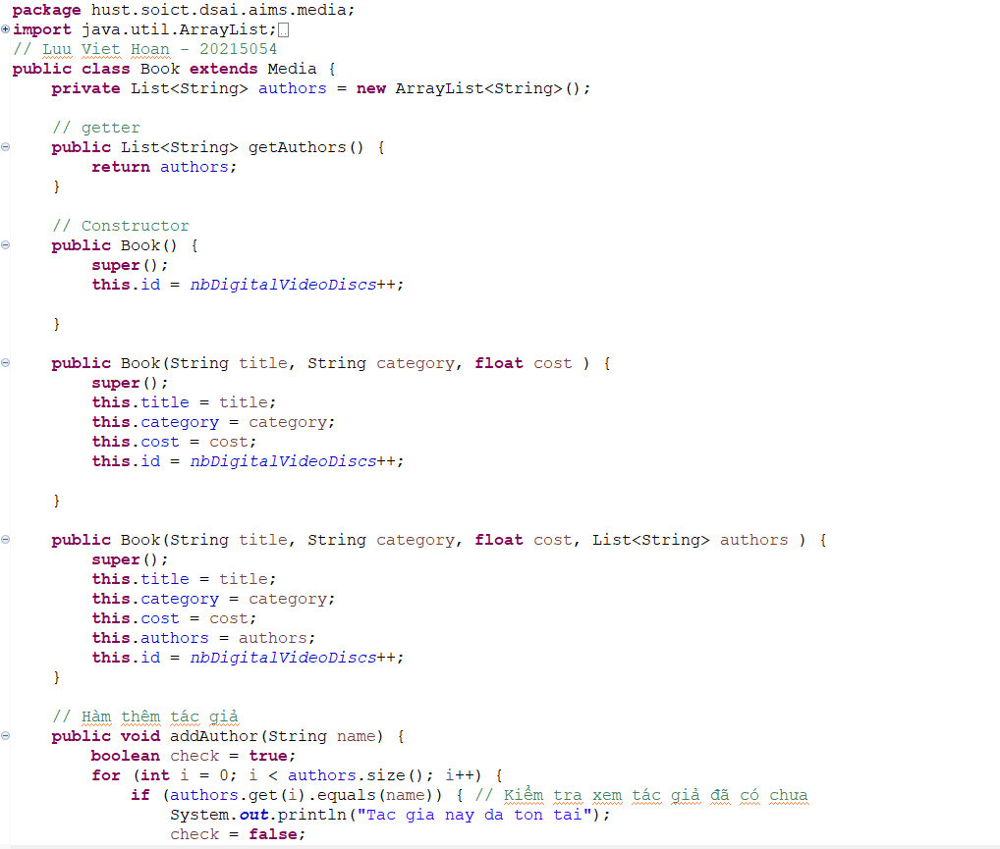 package hust.soict.dsai.aims.media;
import java.util.ArrayList;
// Luu Viet Hoan - 20215054
public class Book extends Media {
    private List<String> authors = new ArrayList<String>();

    // getter
    public List<String> getAuthors() {
        return authors;
    }

    // Constructor
    public Book() {
        super();
        this.id = nbDigitalVideoDiscs++;

    }

    public Book(String title, String category, float cost ) {
        super();
        this.title = title;
        this.category = category;
        this.cost = cost;
        this.id = nbDigitalVideoDiscs++;

    }

    public Book(String title, String category, float cost, List<String> authors ) {
        super();
        this.title = title;
        this.category = category;
        this.cost = cost;
        this.authors = authors;
        this.id = nbDigitalVideoDiscs++;
    }

    // Hàm thêm tác giả
    public void addAuthor(String name) {
        boolean check = true;
        for (int i = 0; i < authors.size(); i++) {
            if (authors.get(i).equals(name)) { // Kiểm tra xem tác giả đã có chưa
                System.out.println("Tac gia nay da ton tai");
                check = false;